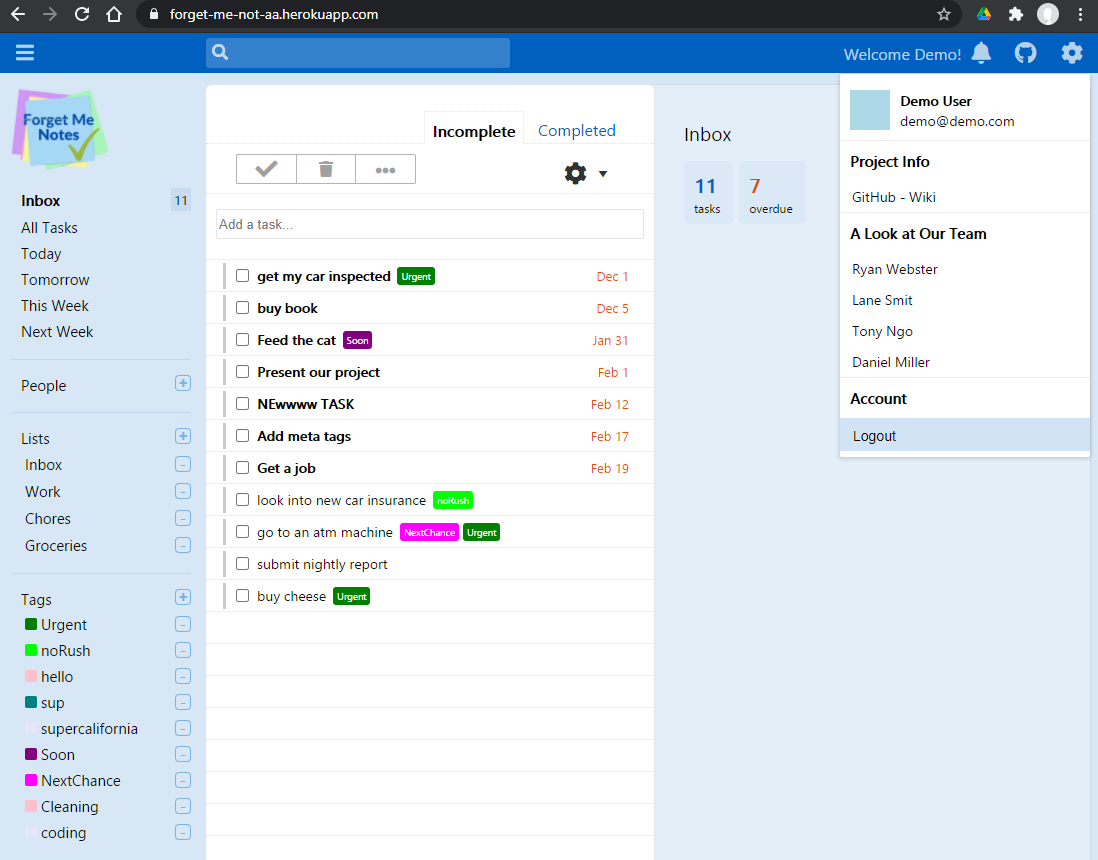 forget-me-not-aa.herokuapp.com
Welcome Demo!
Forget Me
Notes
Inbox 11
All Tasks
Today
Tomorrow
This Week
Next Week
People
Lists
Inbox
Work
Chores
Groceries
Tags
Urgent
noRush
hello
sup
supercalifornia
Soon
NextChance
Cleaning
coding
Incomplete Completed
Add a task...
get my car inspected Urgent Dec 1
buy book Dec 5
Feed the cat Soon Jan 31
Present our project Feb 1
NEwwww TASK Feb 12
Add meta tags Feb 17
Get a job Feb 19
look into new car insurance noRush
go to an atm machine NextChance Urgent
submit nightly report
buy cheese Urgent
Inbox
11 7
tasks overdue
Demo User
demo@demo.com
Project Info
GitHub - Wiki
A Look at Our Team
Ryan Webster
Lane Smit
Tony Ngo
Daniel Miller
Account
Logout